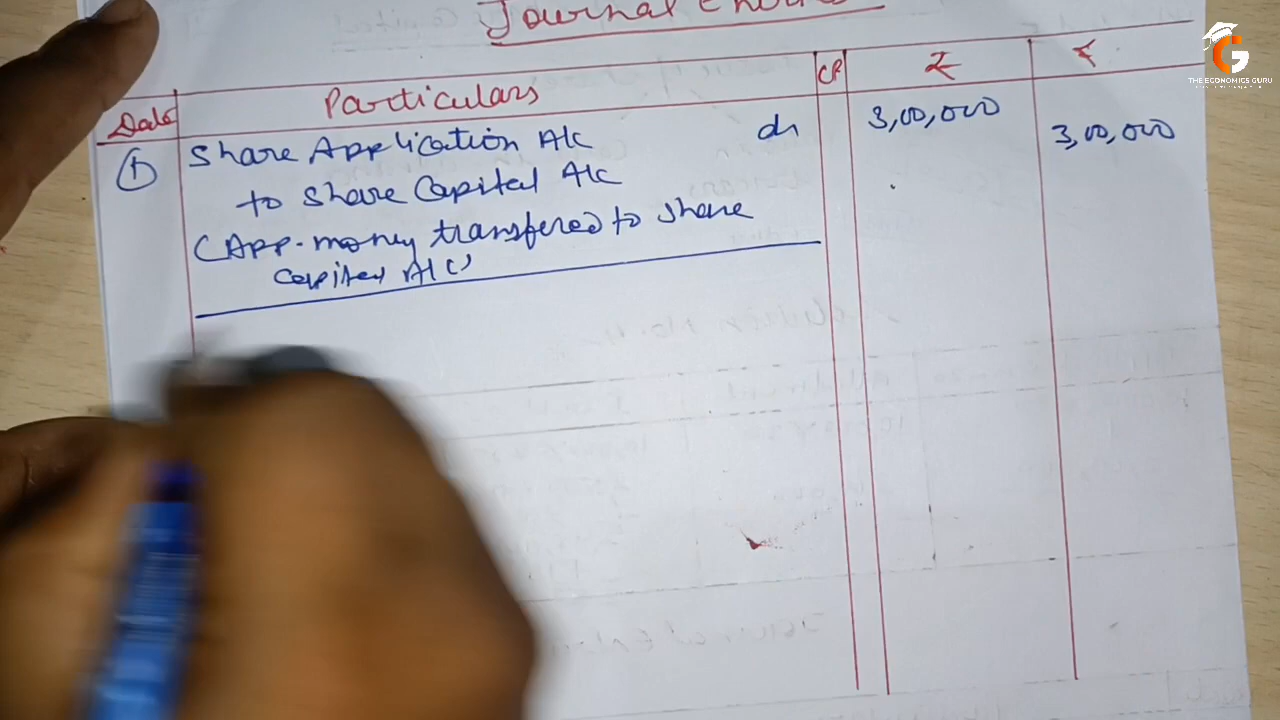 Journal Entries
Date Particulars LF ₹ ₹
① Share Application A/c dr 3,00,000
to Share Capital A/c 3,00,000
(App. money transfered to share
Capital A/c)
G
THE ECONOMICS GURU